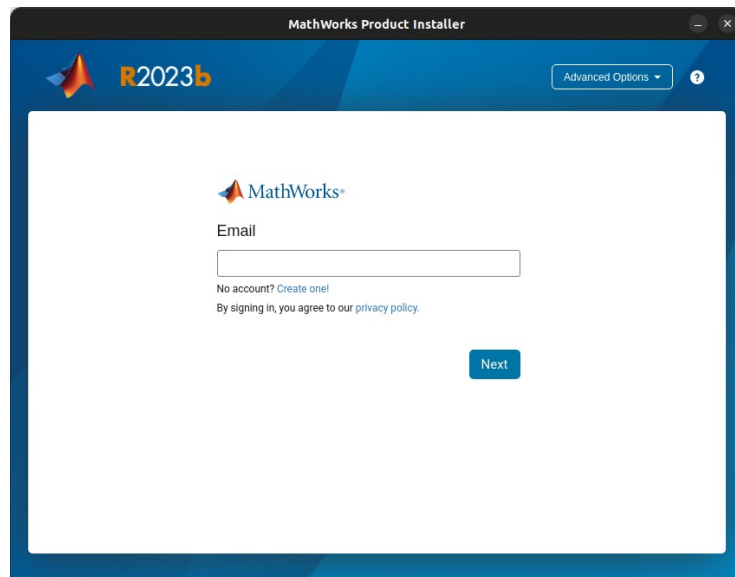 MathWorks Product Installer
R2023b
Advanced Options
?
MathWorks®
Email
No account? Create one!
By signing in, you agree to our privacy policy.
Next